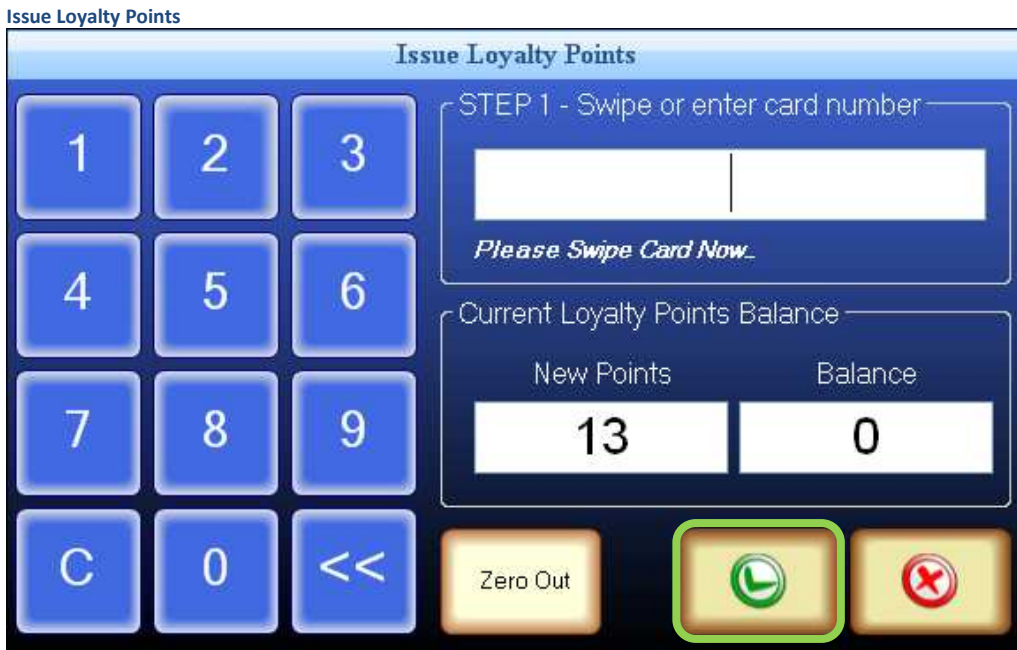 Issue Loyalty Points
Issue Loyalty Points
1 2 3
4 5 6
7 8 9
C 0 <<
STEP 1 - Swipe or enter card number
Please Swipe Card Now..
Current Loyalty Points Balance
New Points Balance
13 0
Zero Out